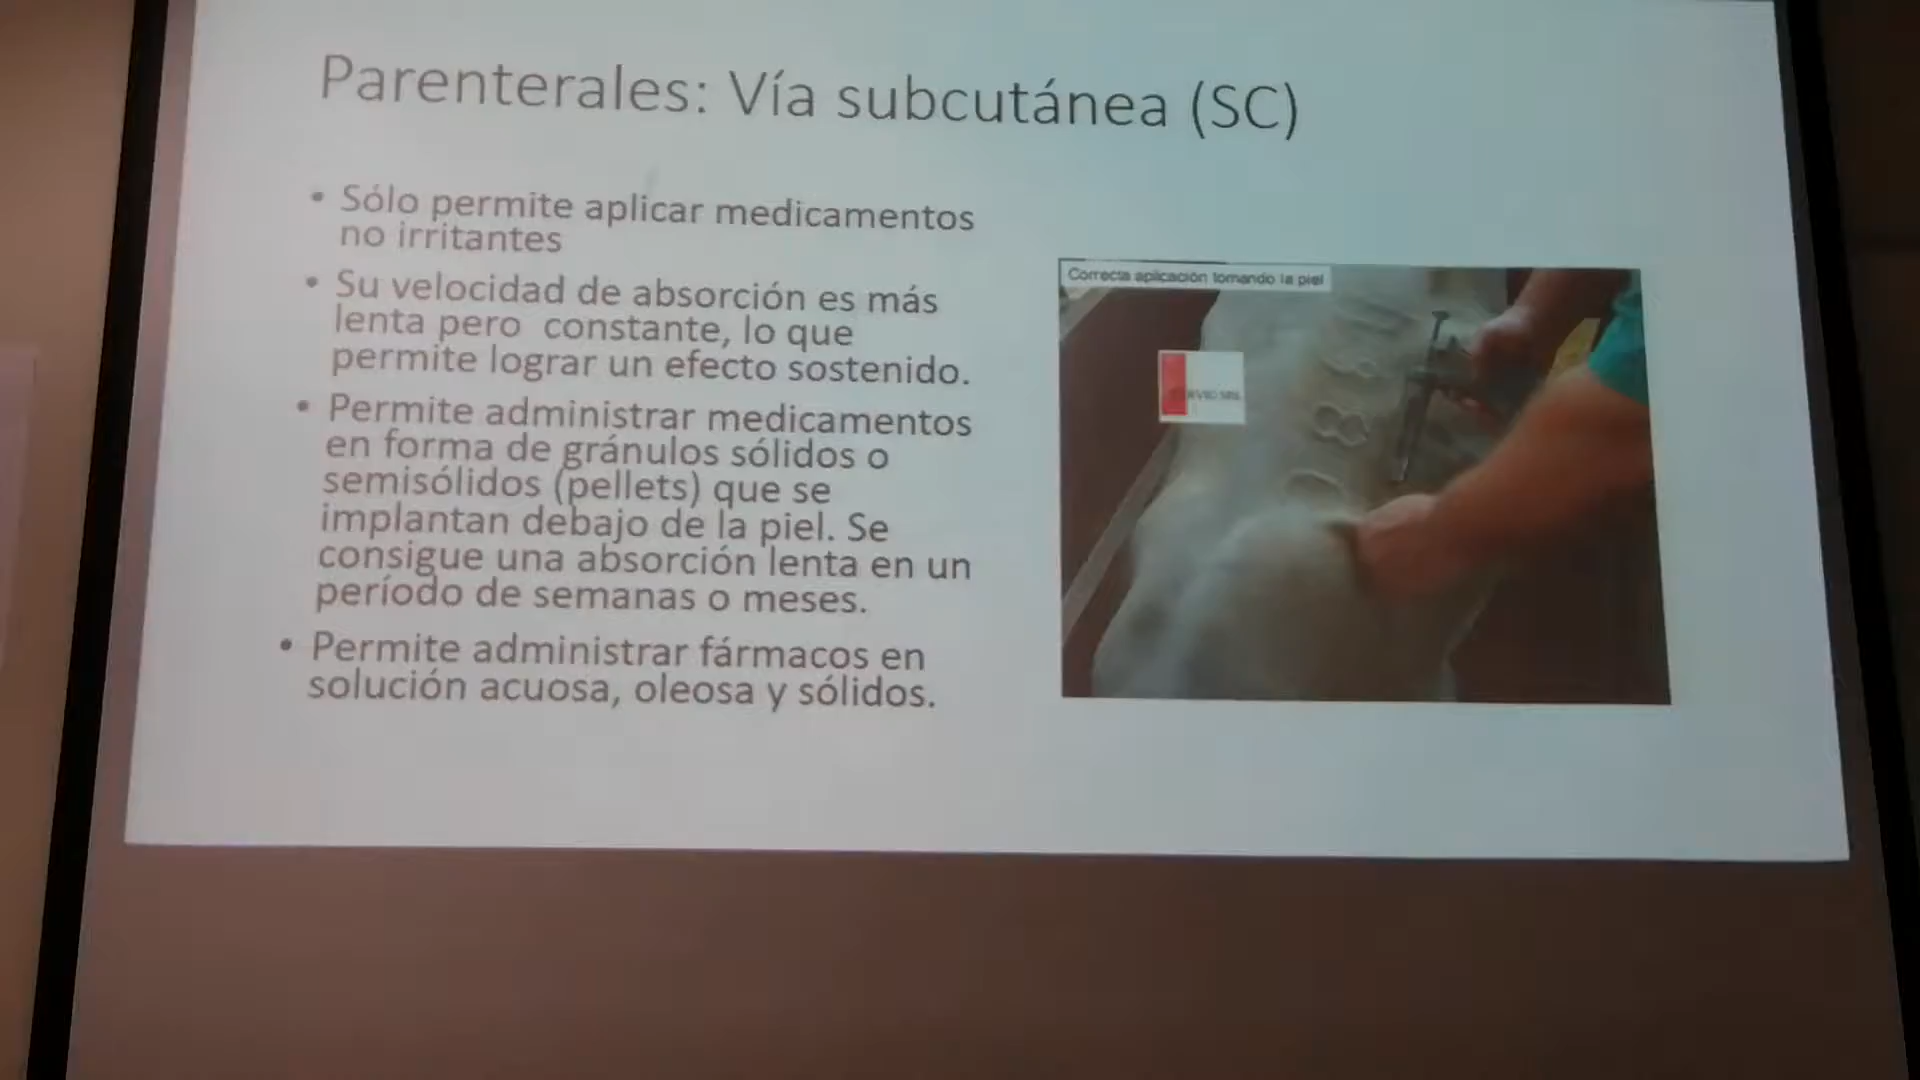 Parenterales: Vía subcutánea (SC)
• Sólo permite aplicar medicamentos
no irritantes
• Su velocidad de absorción es más
lenta pero constante, lo que
permite lograr un efecto sostenido.
• Permite administrar medicamentos
en forma de gránulos sólidos o
semisólidos (pellets) que se
implantan debajo de la piel. Se
consigue una absorción lenta en un
período de semanas o meses.
• Permite administrar fármacos en
solución acuosa, oleosa y sólidos.
Correcta aplicación tomando la piel